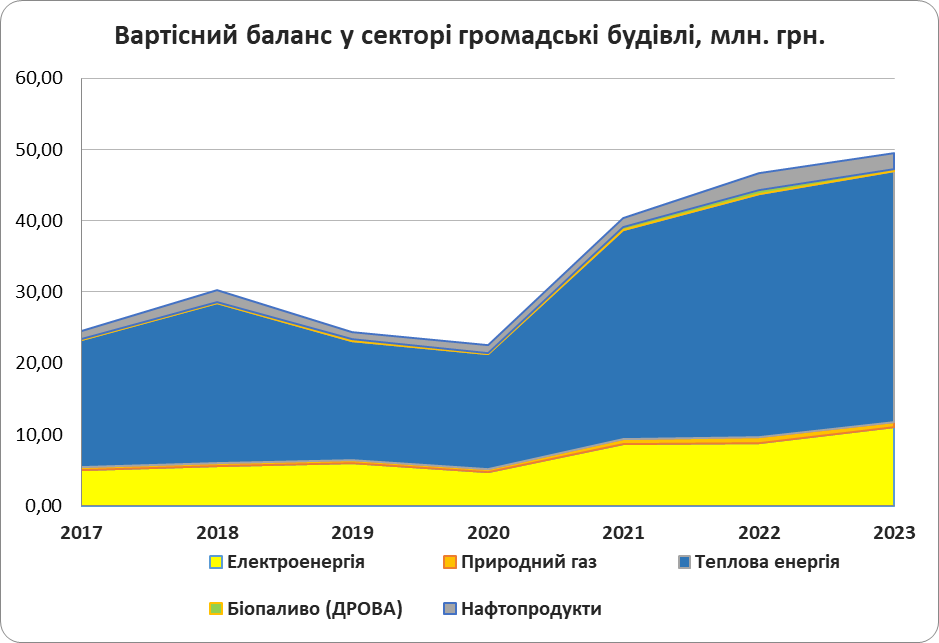 Вартісний баланс у секторі громадські будівлі, млн. грн.
60,00
50,00
40,00
30,00
20,00
10,00
0,00
2017 2018 2019 2020 2021 2022 2023
Електроенергія Природний газ Теплова енергія
Біопаливо (ДРОВА) Нафтопродукти